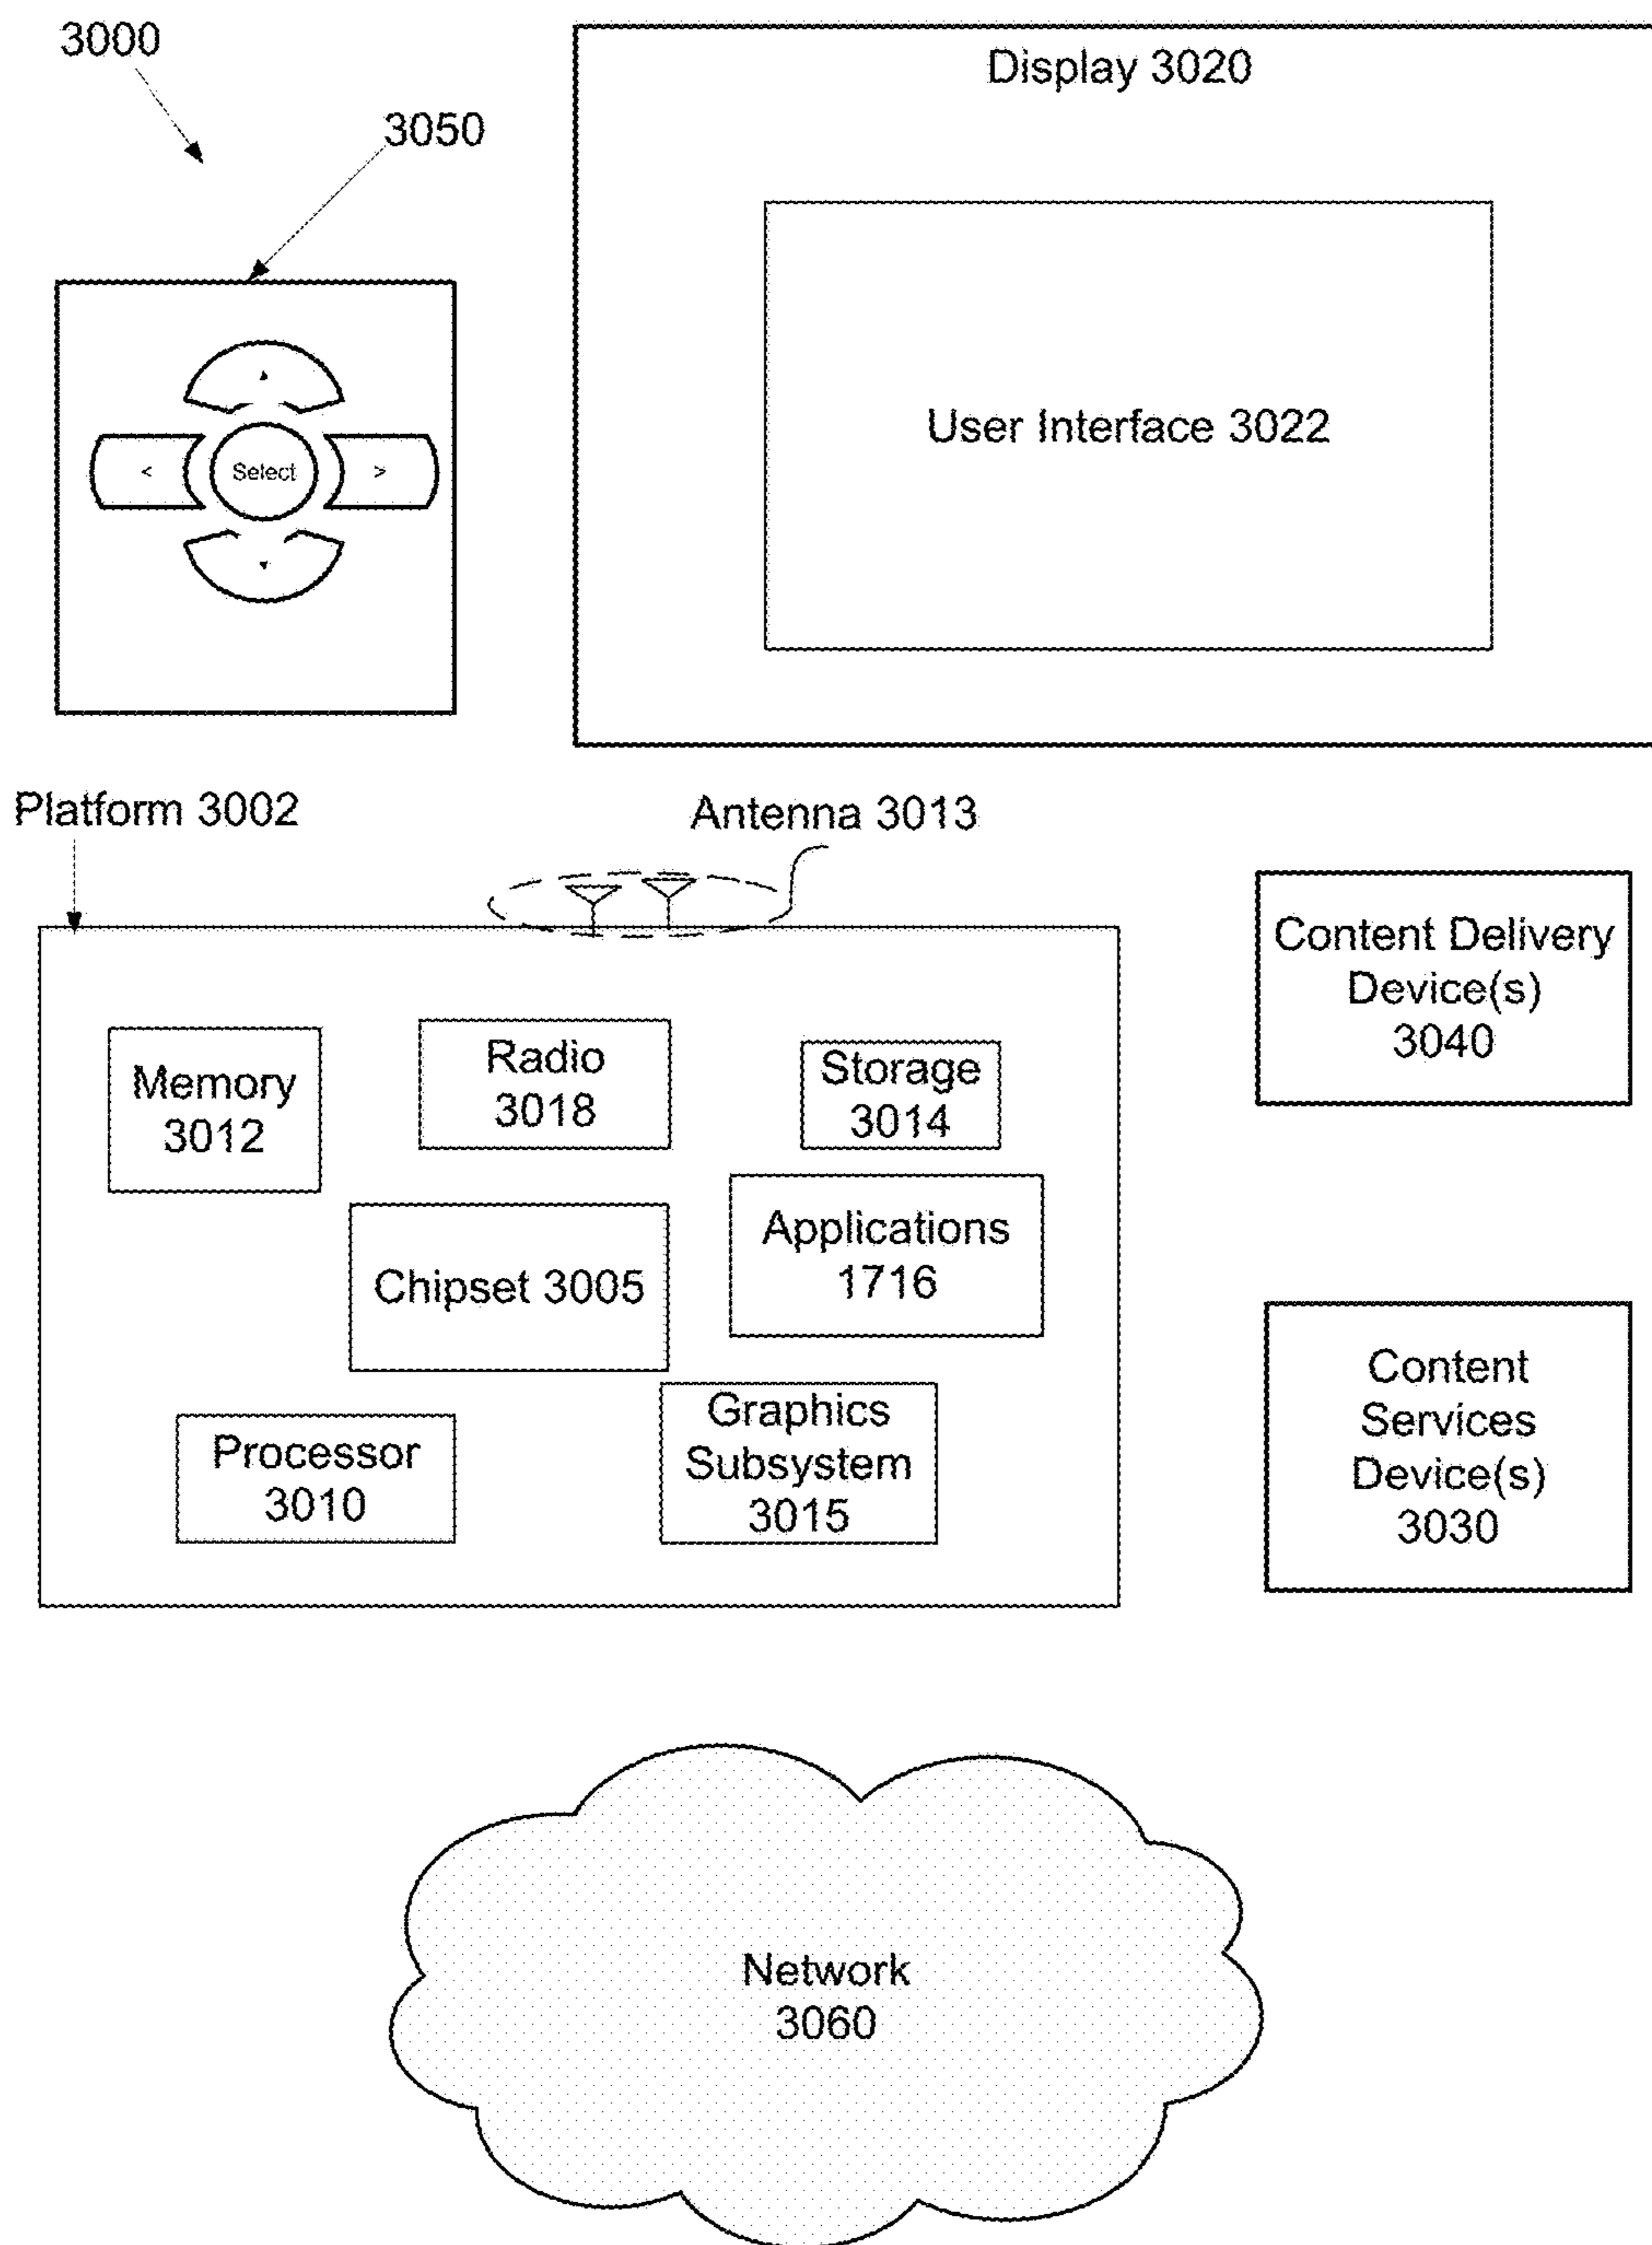 3000
3050
Display 3020
User Interface 3022
<
Select
>
Platform 3002
Antenna 3013
Memory
3012
Radio
3018
Storage
3014
Chipset 3005
Applications
1716
Processor
3010
Graphics
Subsystem
3015
Content Delivery
Device(s)
3040
Content
Services
Device(s)
3030
Network
3060